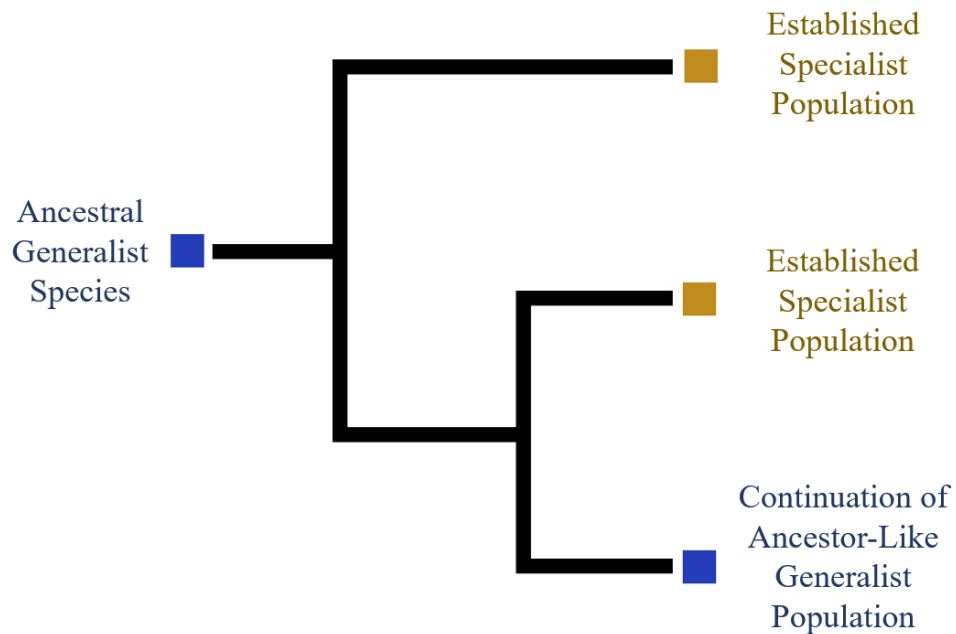 Established
Specialist
Population
Ancestral
Generalist
Species
Established
Specialist
Population
Continuation of
Ancestor-Like
Generalist
Population